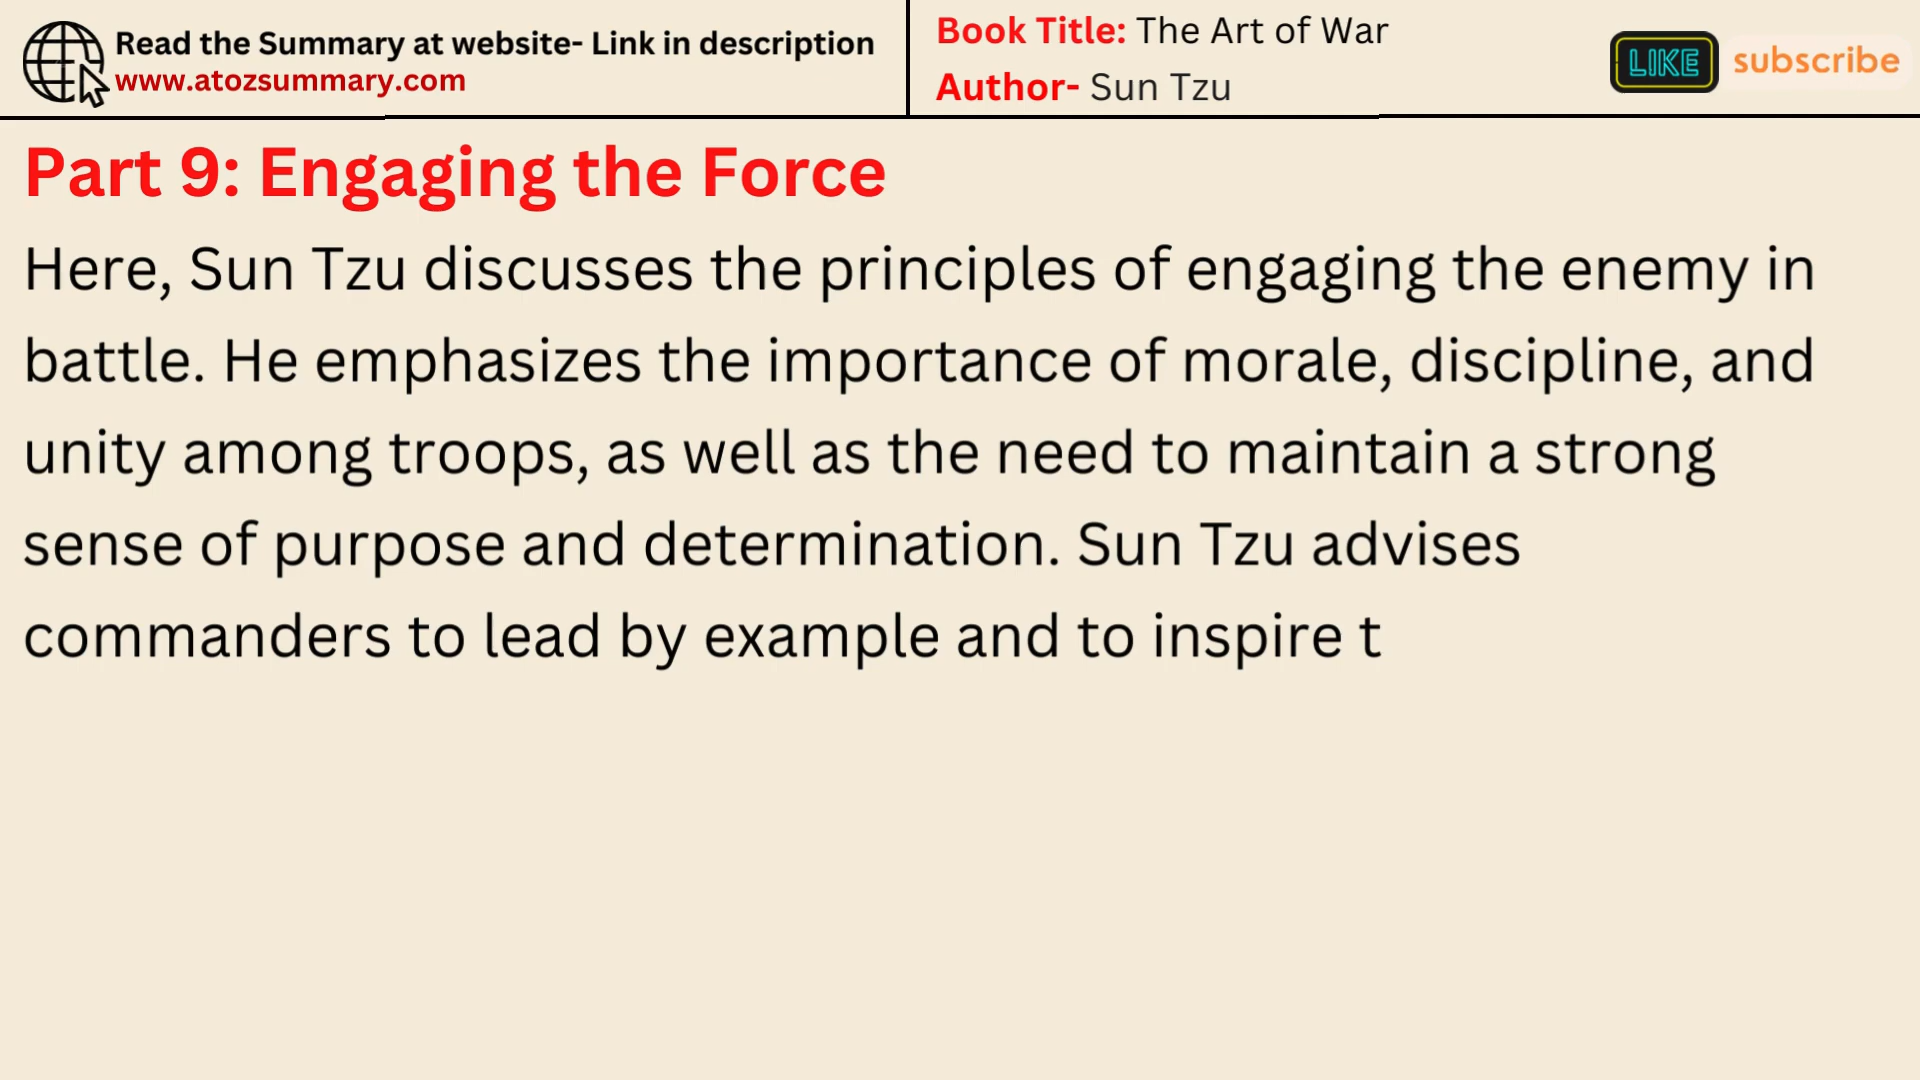 Read the Summary at website- Link in description
www.atozsummary.com
Book Title: The Art of War
Author- Sun Tzu
LIKE
subscribe
Part 9: Engaging the Force
Here, Sun Tzu discusses the principles of engaging the enemy in
battle. He emphasizes the importance of morale, discipline, and
unity among troops, as well as the need to maintain a strong
sense of purpose and determination. Sun Tzu advises
commanders to lead by example and to inspire t